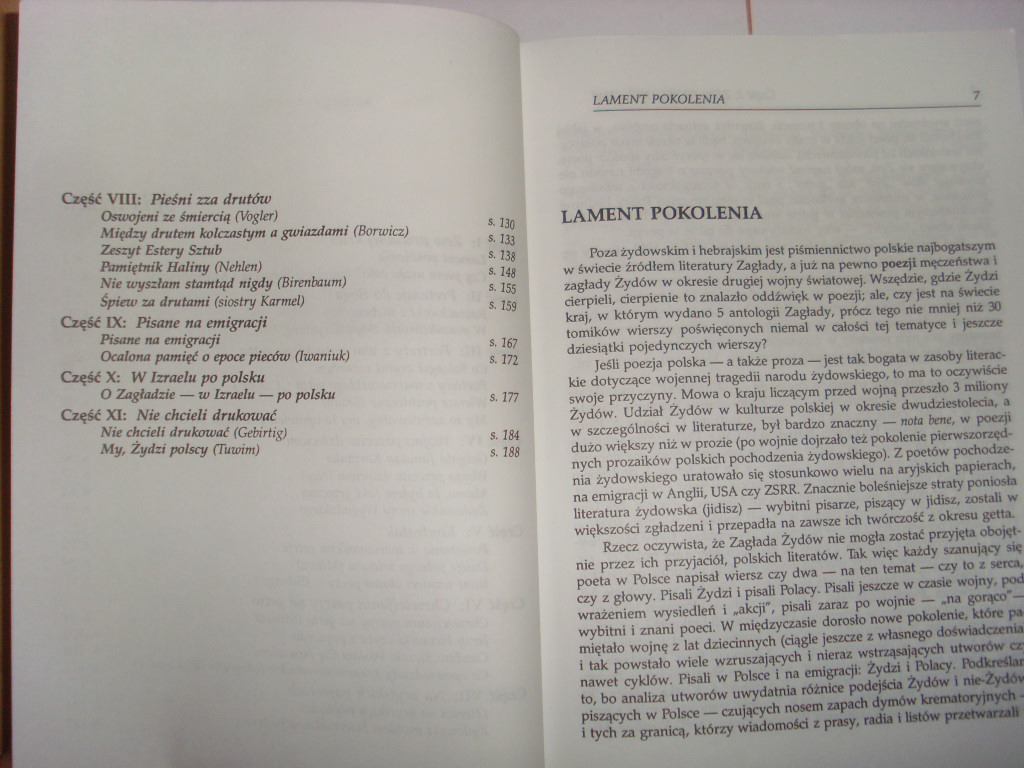 Część VIII: Pieśni zza drutów
Oswojeni ze śmiercią (Vogler) s. 130
Między drutem kolczastym a gwiazdami (Borwicz) s. 133
Zeszyt Estery Sztub s. 138
Pamiętnik Haliny (Nehlen) s. 148
Nie wyszłam stamtąd nigdy (Birenbaum) s. 155
Śpiew za drutami (siostry Karmel) s. 159
Część IX: Pisane na emigracji
Pisane na emigracji s. 167
Ocalona pamięć o epoce pieców (Iwaniuk) s. 172
Część X: W Izraelu po polsku
O Zagładzie — w Izraelu — po polsku s. 177
Część XI: Nie chcieli drukować
Nie chcieli drukować (Gebirtig) s. 184
My, Żydzi polscy (Tuwim) s. 188
LAMENT POKOLENIA 7
LAMENT POKOLENIA
Poza żydowskim i hebrajskim jest piśmiennictwo polskie najbogatszym
w świecie źródłem literatury Zagłady, a już na pewno poezji męczeństwa i
zagłady Żydów w okresie drugiej wojny światowej. Wszędzie, gdzie Żydzi
cierpieli, cierpienie to znalazło oddźwięk w poezji; ale, czy jest na świecie
kraj, w którym wydano 5 antologii Zagłady, prócz tego nie mniej niż 30
tomików wierszy poświęconych niemal w całości tej tematyce i jeszcze
dziesiątki pojedynczych wierszy?
Jeśli poezja polska — a także proza — jest tak bogata w zasoby literac-
kie dotyczące wojennej tragedii narodu żydowskiego, to ma to oczywiście
swoje przyczyny. Mowa o kraju liczącym przed wojną przeszło 3 miliony
Żydów. Udział Żydów w kulturze polskiej w okresie dwudziestolecia, a
w szczególności w literaturze, był bardzo znaczny — nota bene, w poezji
dużo większy niż w prozie (po wojnie dojrzało też pokolenie pierwszorzęd-
nych prozaików polskich pochodzenia żydowskiego). Z poetów pochodze-
nia żydowskiego uratowało się stosunkowo wielu na aryjskich papierach,
na emigracji w Anglii, USA czy ZSRR. Znacznie boleśniejsze straty poniosła
literatura żydowska (jidisz) — wybitni pisarze, piszący w jidisz, zostali w
większości zgładzeni i przepadła na zawsze ich twórczość z okresu getta.
Rzecz oczywista, że Zagłada Żydów nie mogła zostać przyjęta obojęt-
nie przez ich przyjaciół, polskich literatów. Tak więc każdy szanujący się
poeta w Polsce napisał wiersz czy dwa — na ten temat — czy to z serca,
czy z głowy. Pisali Żydzi i pisali Polacy. Pisali jeszcze w czasie wojny, pod
wrażeniem wysiedleń i „akcji", pisali zaraz po wojnie — „na gorąco" —
wybitni i znani poeci. W międzyczasie dorosło nowe pokolenie, które pa-
miętało wojnę z lat dziecinnych (ciągle jeszcze z własnego doświadczenia
i tak powstało wiele wzruszających i nieraz wstrząsających utworów cz
nawet cyklów. Pisali w Polsce i na emigracji: Żydzi i Polacy. Podkreślam
to, bo analiza utworów uwydatnia różnice podejścia Żydów i nie-Żydów
piszących w Polsce — czujących nosem zapach dymów krematoryjnych —
i tych za granicą, którzy wiadomości z prasy, radia i listów przetwarzali